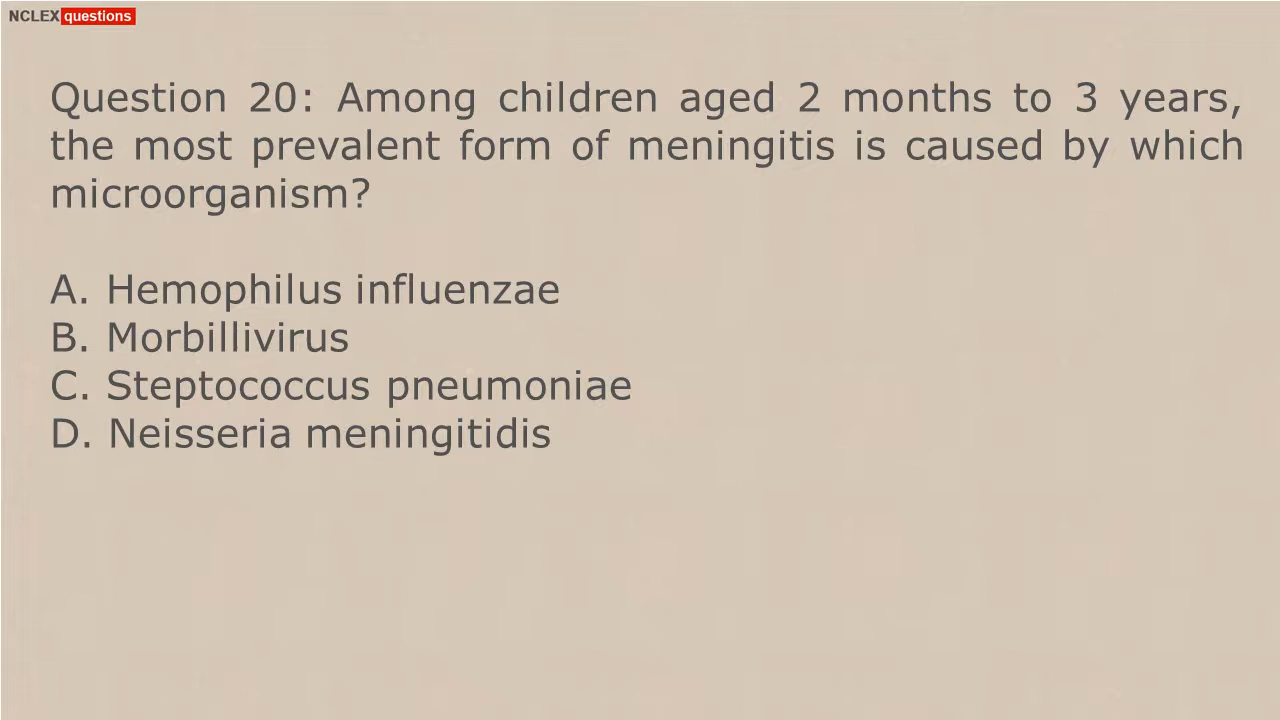 NCLEX questions
Question 20: Among children aged 2 months to 3 years,
the most prevalent form of meningitis is caused by which
microorganism?
A. Hemophilus influenzae
B. Morbillivirus
C. Steptococcus pneumoniae
D. Neisseria meningitidis